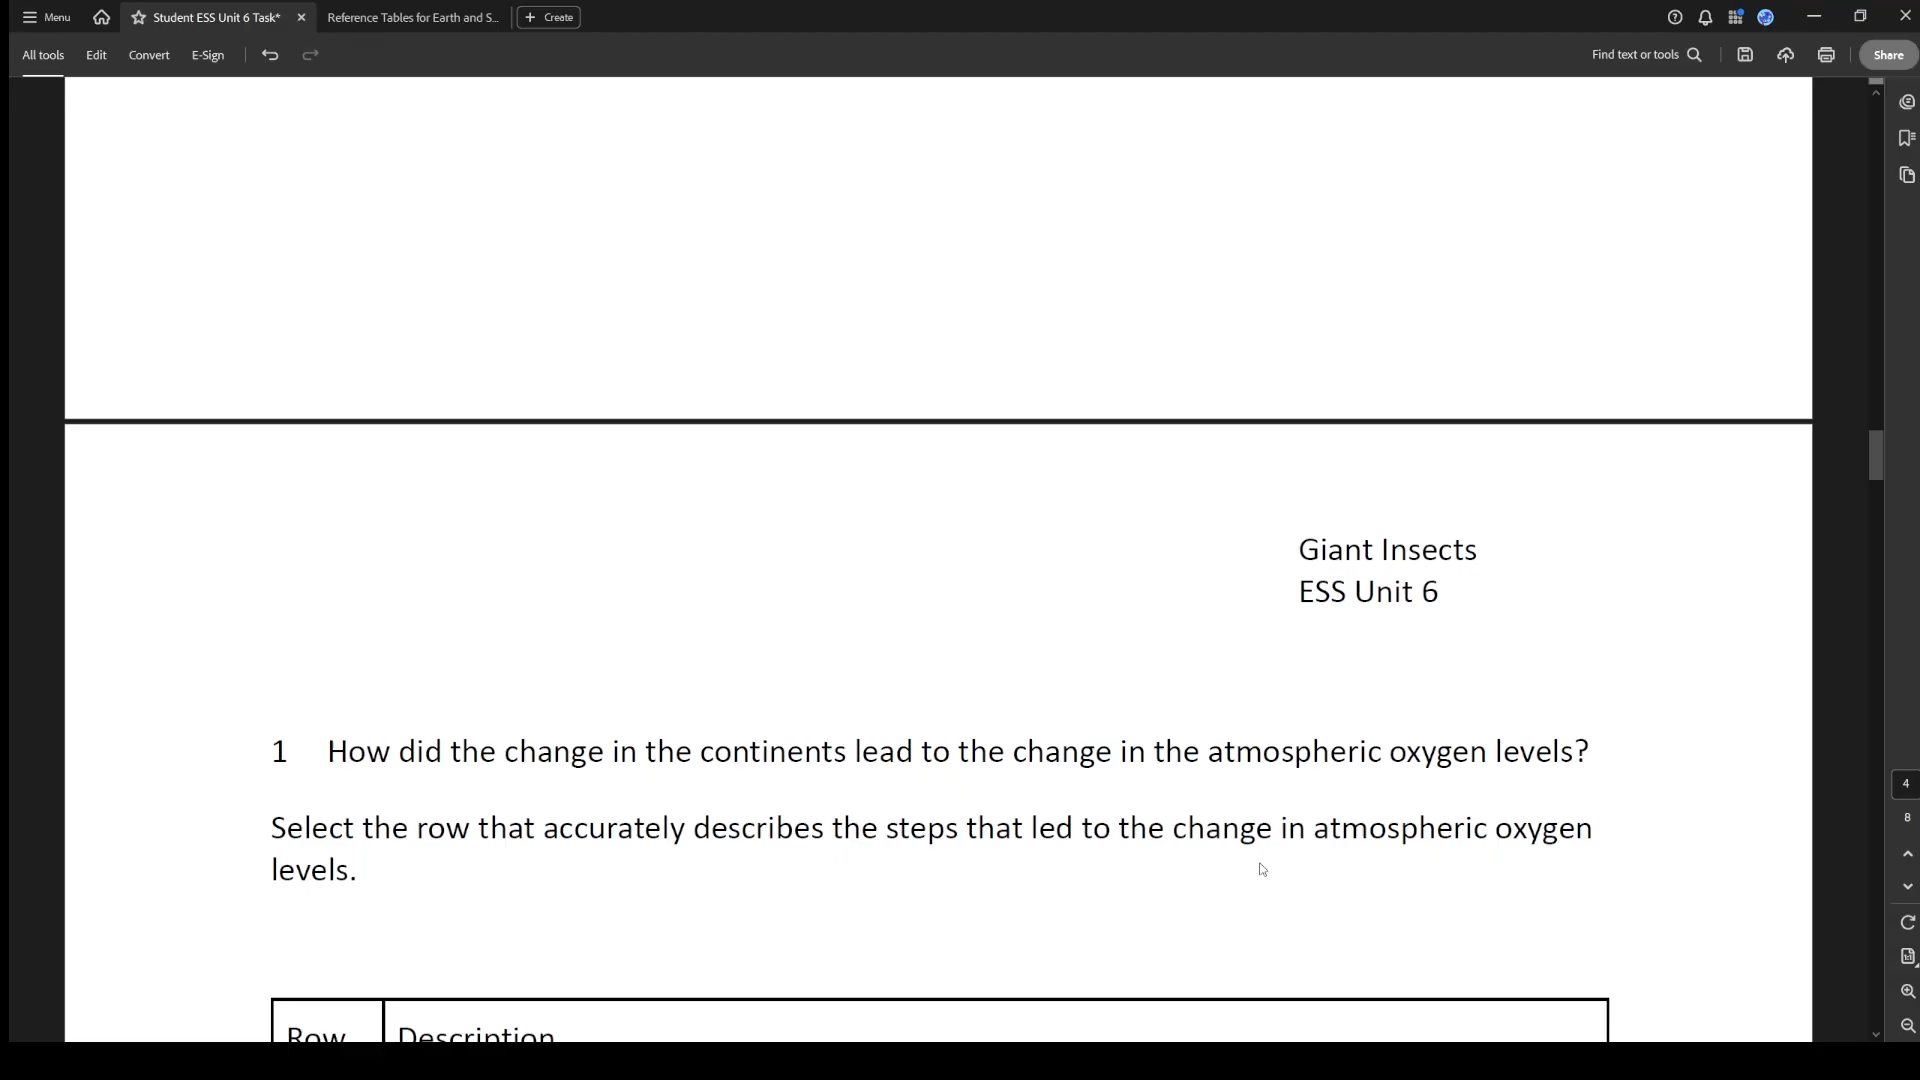 Menu
Student ESS Unit 6 Task*
Reference Tables for Earth and S...
Create
All tools
Edit
Convert
E-Sign
Find text or tools
Share
Giant Insects
ESS Unit 6
1 How did the change in the continents lead to the change in the atmospheric oxygen levels?
Select the row that accurately describes the steps that led to the change in atmospheric oxygen
levels.
Row Description
4
8